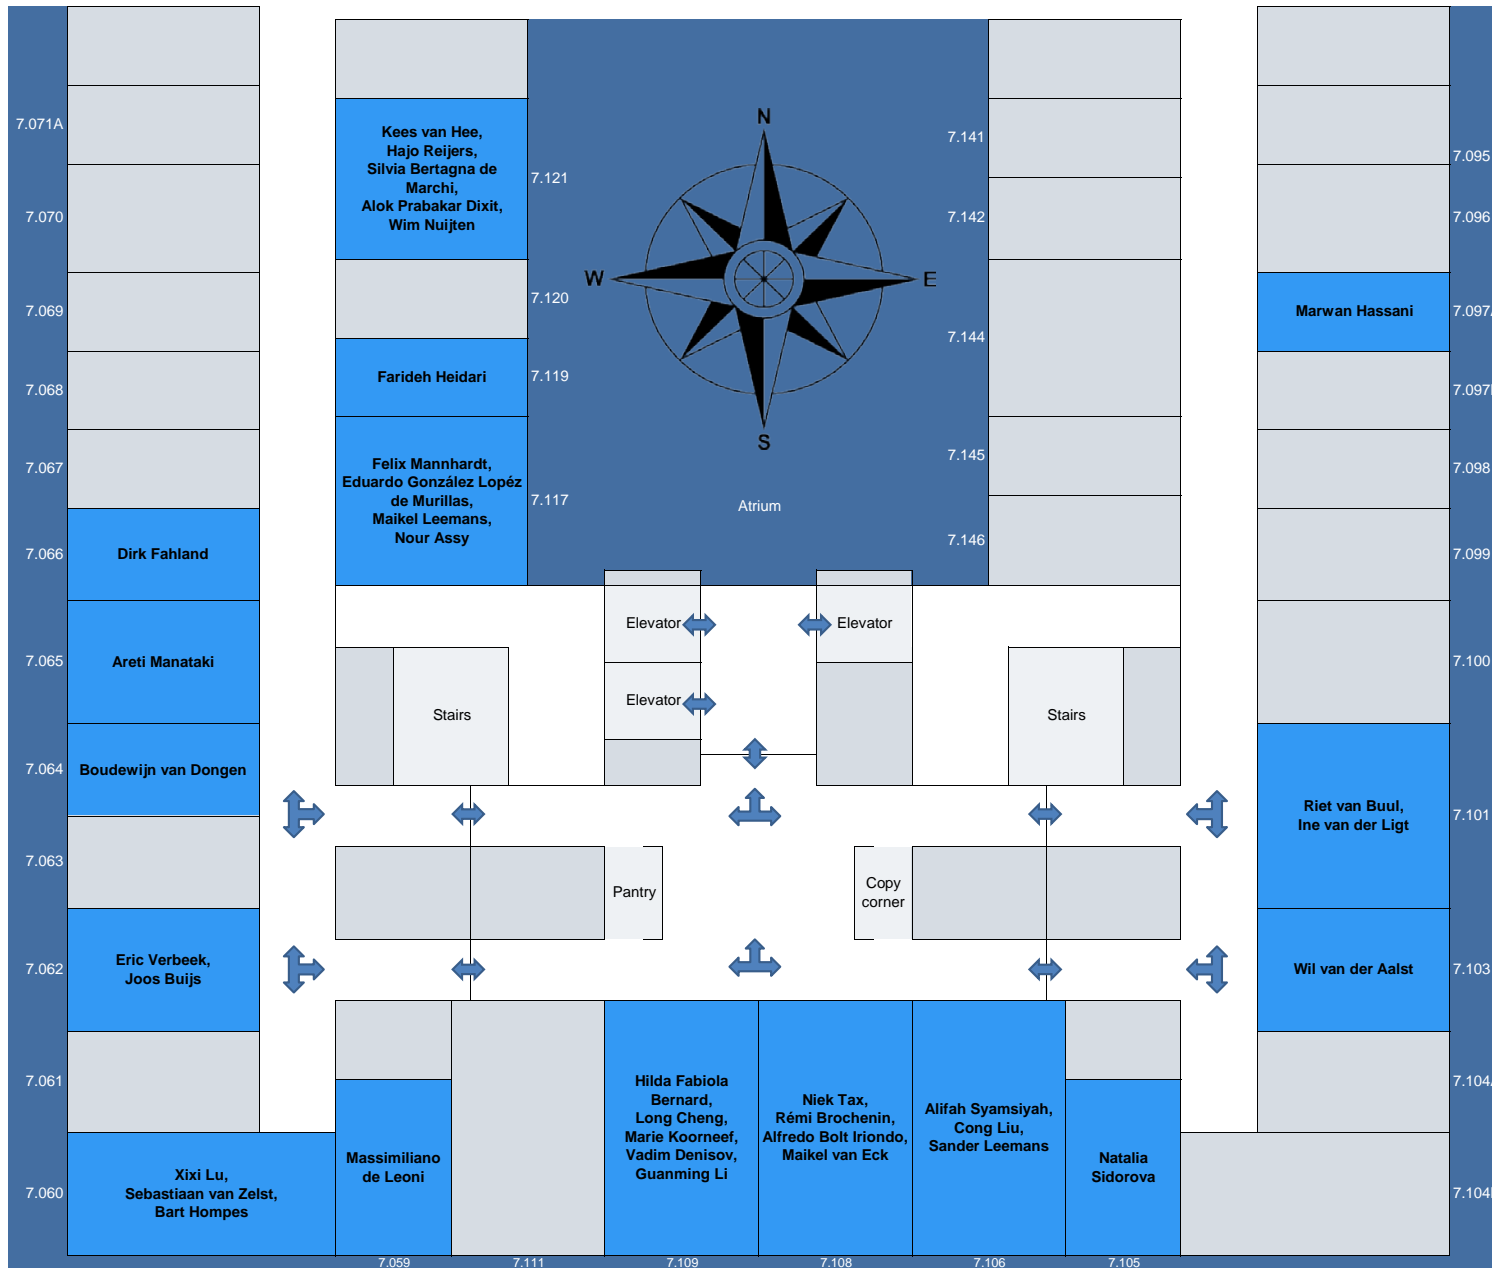 7.071A
7.070
7.069
7.068
7.067
7.066
Dirk Fahland
7.065
Areti Manataki
7.064
Boudewijn van Dongen
7.063
7.062
Eric Verbeek,
Joos Buijs
7.061
7.060
Xixi Lu,
Sebastiaan van Zelst,
Bart Hompes
Kees van Hee,
Hajo Reijers,
Silvia Bertagna de
Marchi,
Alok Prabakar Dixit,
Wim Nuijten
7.121
7.120
Farideh Heidari
7.119
Felix Mannhardt,
Eduardo González Lopéz
de Murillas,
Maikel Leemans,
Nour Assy
7.117
N
W
E
S
Atrium
7.141
7.142
7.144
7.145
7.146
Elevator
Elevator
Elevator
Stairs
Stairs
Pantry
Copy
corner
Massimiliano
de Leoni
7.059
7.111
Hilda Fabiola
Bernard,
Long Cheng,
Marie Koorneef,
Vadim Denisov,
Guanming Li
7.109
Niek Tax,
Rémi Brochenin,
Alfredo Bolt Iriondo,
Maikel van Eck
7.108
Alifah Syamsiyah,
Cong Liu,
Sander Leemans
7.106
Natalia
Sidorova
7.105
7.095
7.096
Marwan Hassani
7.097
7.097
7.098
7.099
7.100
Riet van Buul,
Ine van der Ligt
7.101
Wil van der Aalst
7.103
7.104
7.104